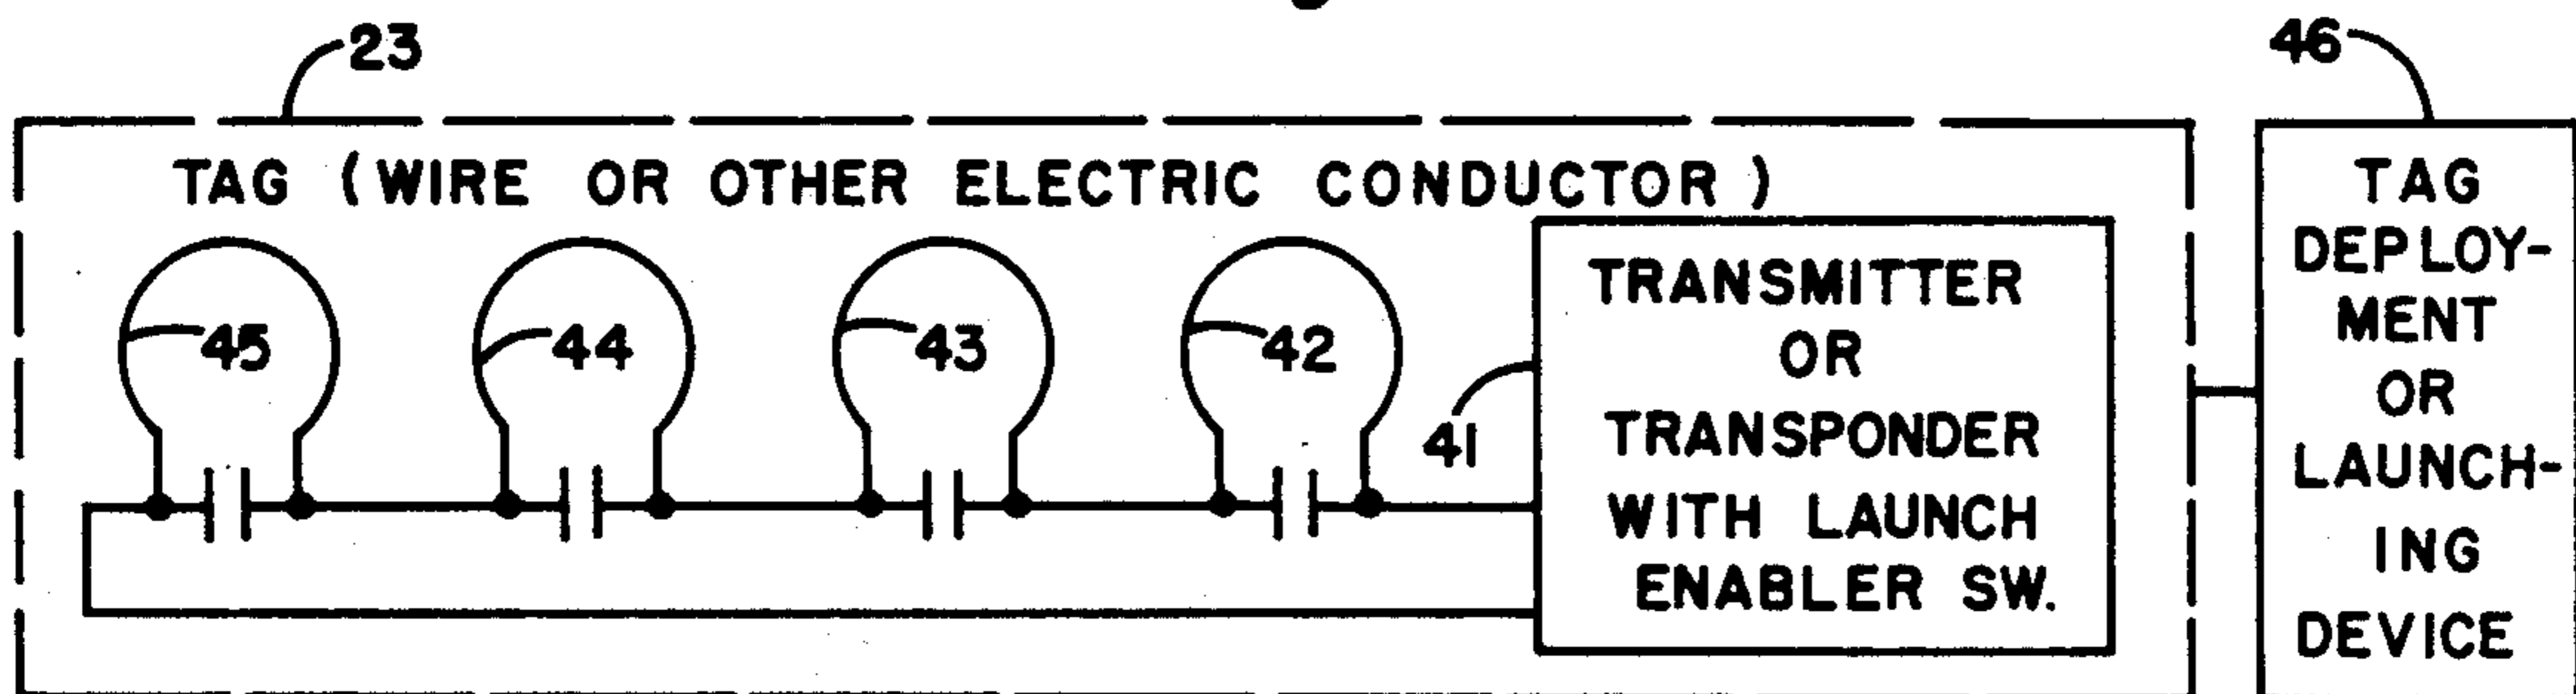 23
46
TAG (WIRE OR OTHER ELECTRIC CONDUCTOR)
45
44
43
42
41
TRANSMITTER
OR
TRANSPONDER
WITH LAUNCH
ENABLER SW.
TAG
DEPLOY-
MENT
OR
LAUNCH-
ING
DEVICE